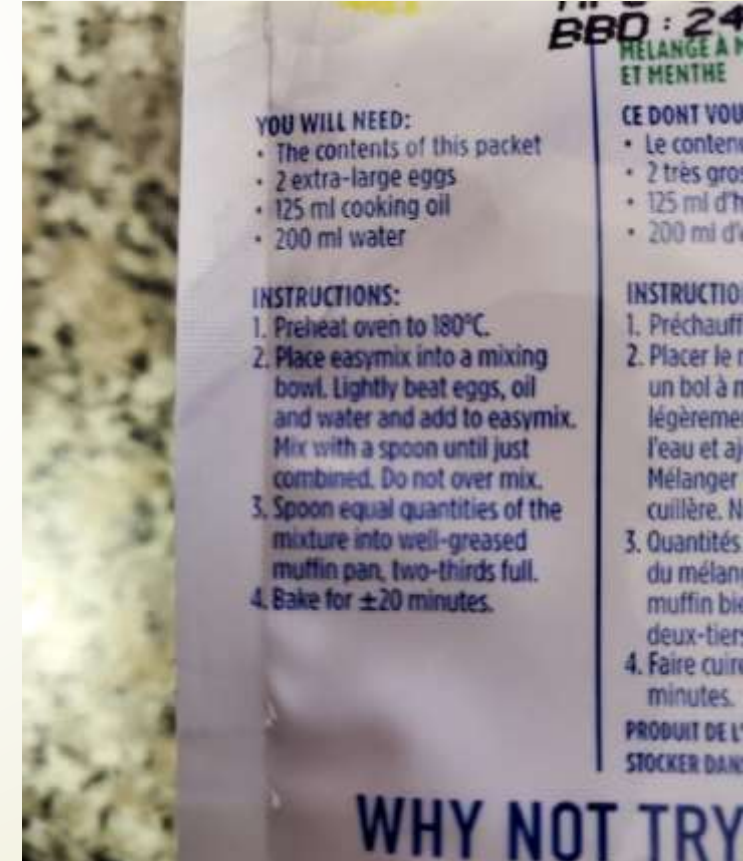 BBD : 24
MÉLANGE À
ET MENTHE
YOU WILL NEED:
• The contents of this packet
• 2 extra-large eggs
• 125 ml cooking oil
• 200 ml water
INSTRUCTIONS:
1. Preheat oven to 180°C.
2. Place easymix into a mixing
bowl. Lightly beat eggs, oil
and water and add to easymix.
Mix with a spoon until just
combined. Do not over mix.
3. Spoon equal quantities of the
mixture into well-greased
muffin pan, two-thirds full.
4. Bake for ±20 minutes.
CE DONT VOU
• Le conten
• 2 très gros
• 125 ml d'h
• 200 ml d'
INSTRUCTIO
1. Préchauff
2. Placer le
un bol à m
légèreme
l'eau et aj
Mélanger
cuillère. N
3. Quantités
du mélan
muffin bi
deux-tiers
4. Faire cuir
minutes.
PRODUIT DE L'
STOCKER DAN
WHY NOT TRY